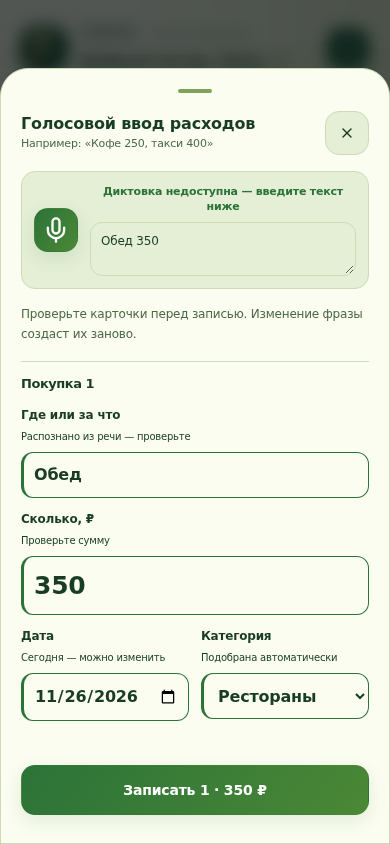 Голосовой ввод расходов
Например: «Кофе 250, такси 400»
Диктовка недоступна — введите текст
ниже
Обед 350
Проверьте карточки перед записью. Изменение фразы
создаст их заново.
Покупка 1
Где или за что
Распознано из речи — проверьте
Обед
Сколько, ₽
Проверьте сумму
350
Дата
Сегодня — можно изменить
11/26/2026
Категория
Подобрана автоматически
Рестораны
Записать 1 · 350 ₽